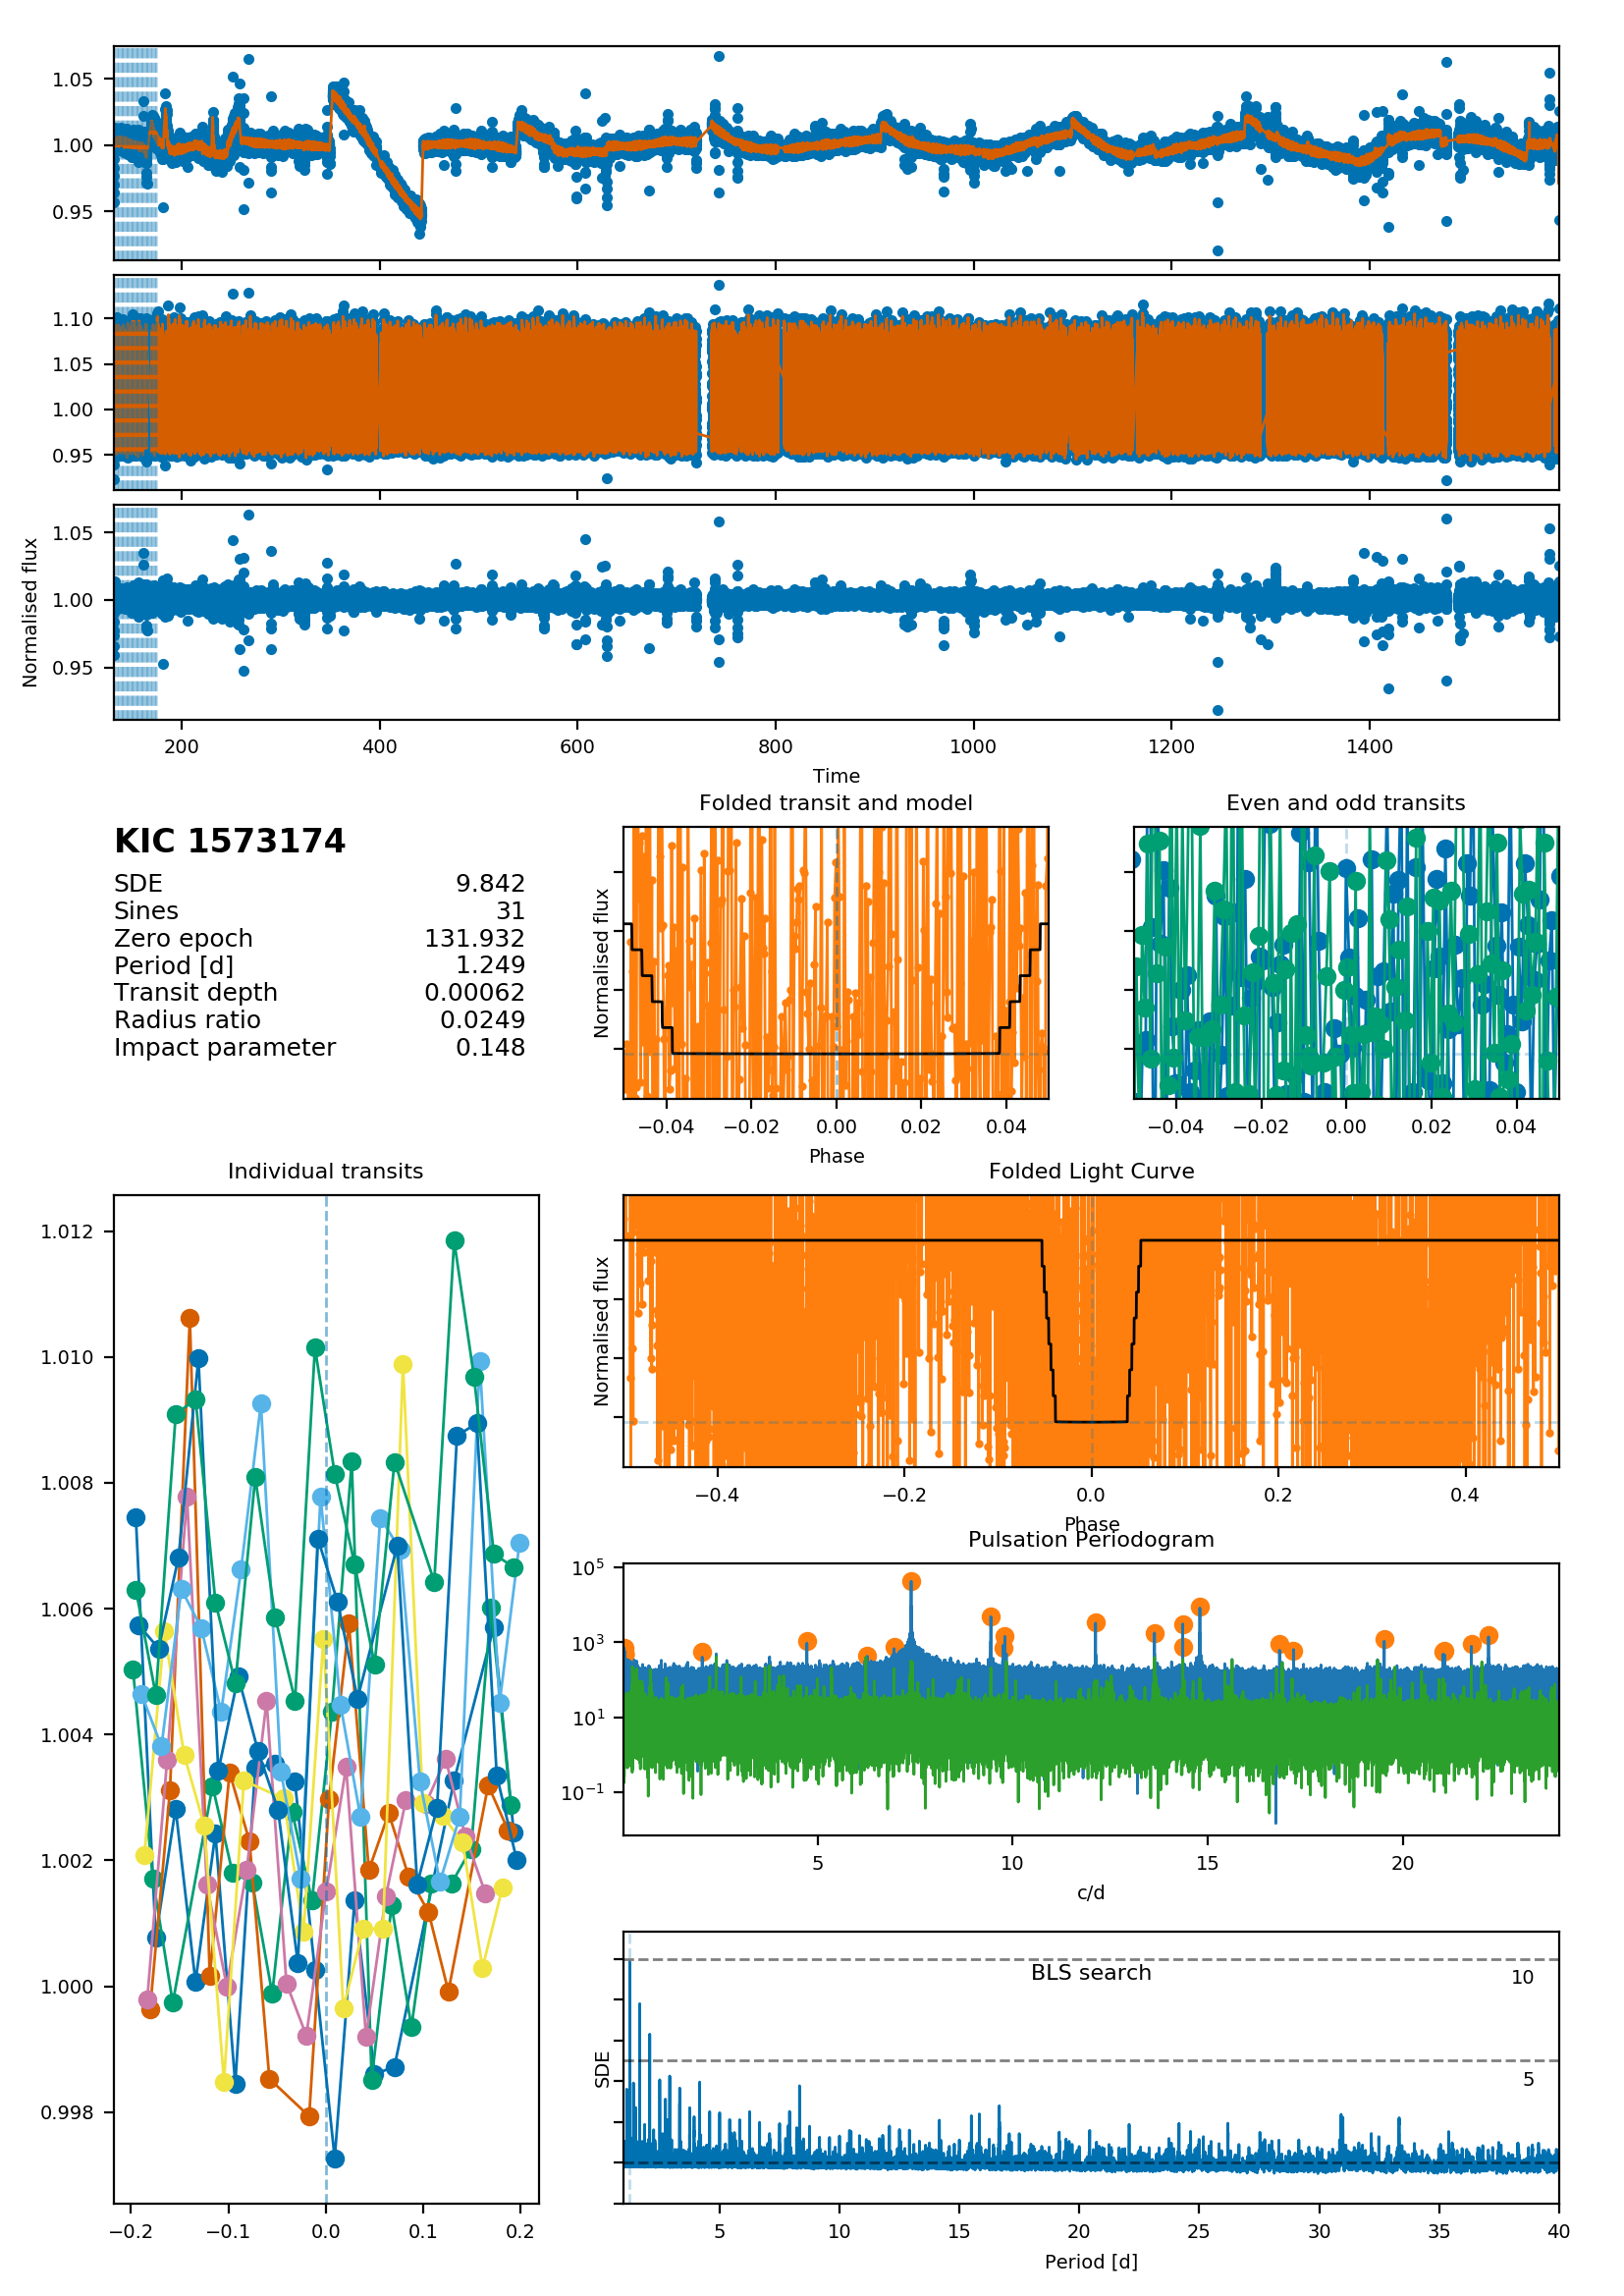 1.05
1.00
0.95
1.10
1.05
1.00
0.95
1.05
1.00
0.95
Normalised flux
200 400 600 800 1000 1200 1400
Time
KIC 1573174
SDE 9.842
Sines 31
Zero epoch 131.932
Period [d] 1.249
Transit depth 0.00062
Radius ratio 0.0249
Impact parameter 0.148
Folded transit and model
Normalised flux
−0.04 −0.02 0.00 0.02 0.04
Phase
Even and odd transits
−0.04 −0.02 0.00 0.02 0.04
Individual transits
1.012
1.010
1.008
1.006
1.004
1.002
1.000
0.998
−0.2 −0.1 0.0 0.1 0.2
Folded Light Curve
Normalised flux
−0.4 −0.2 0.0 0.2 0.4
Phase
Pulsation Periodogram
10⁵
10³
10¹
10⁻¹
5 10 15 20
c/d
BLS search
10
5
SDE
5 10 15 20 25 30 35 40
Period [d]